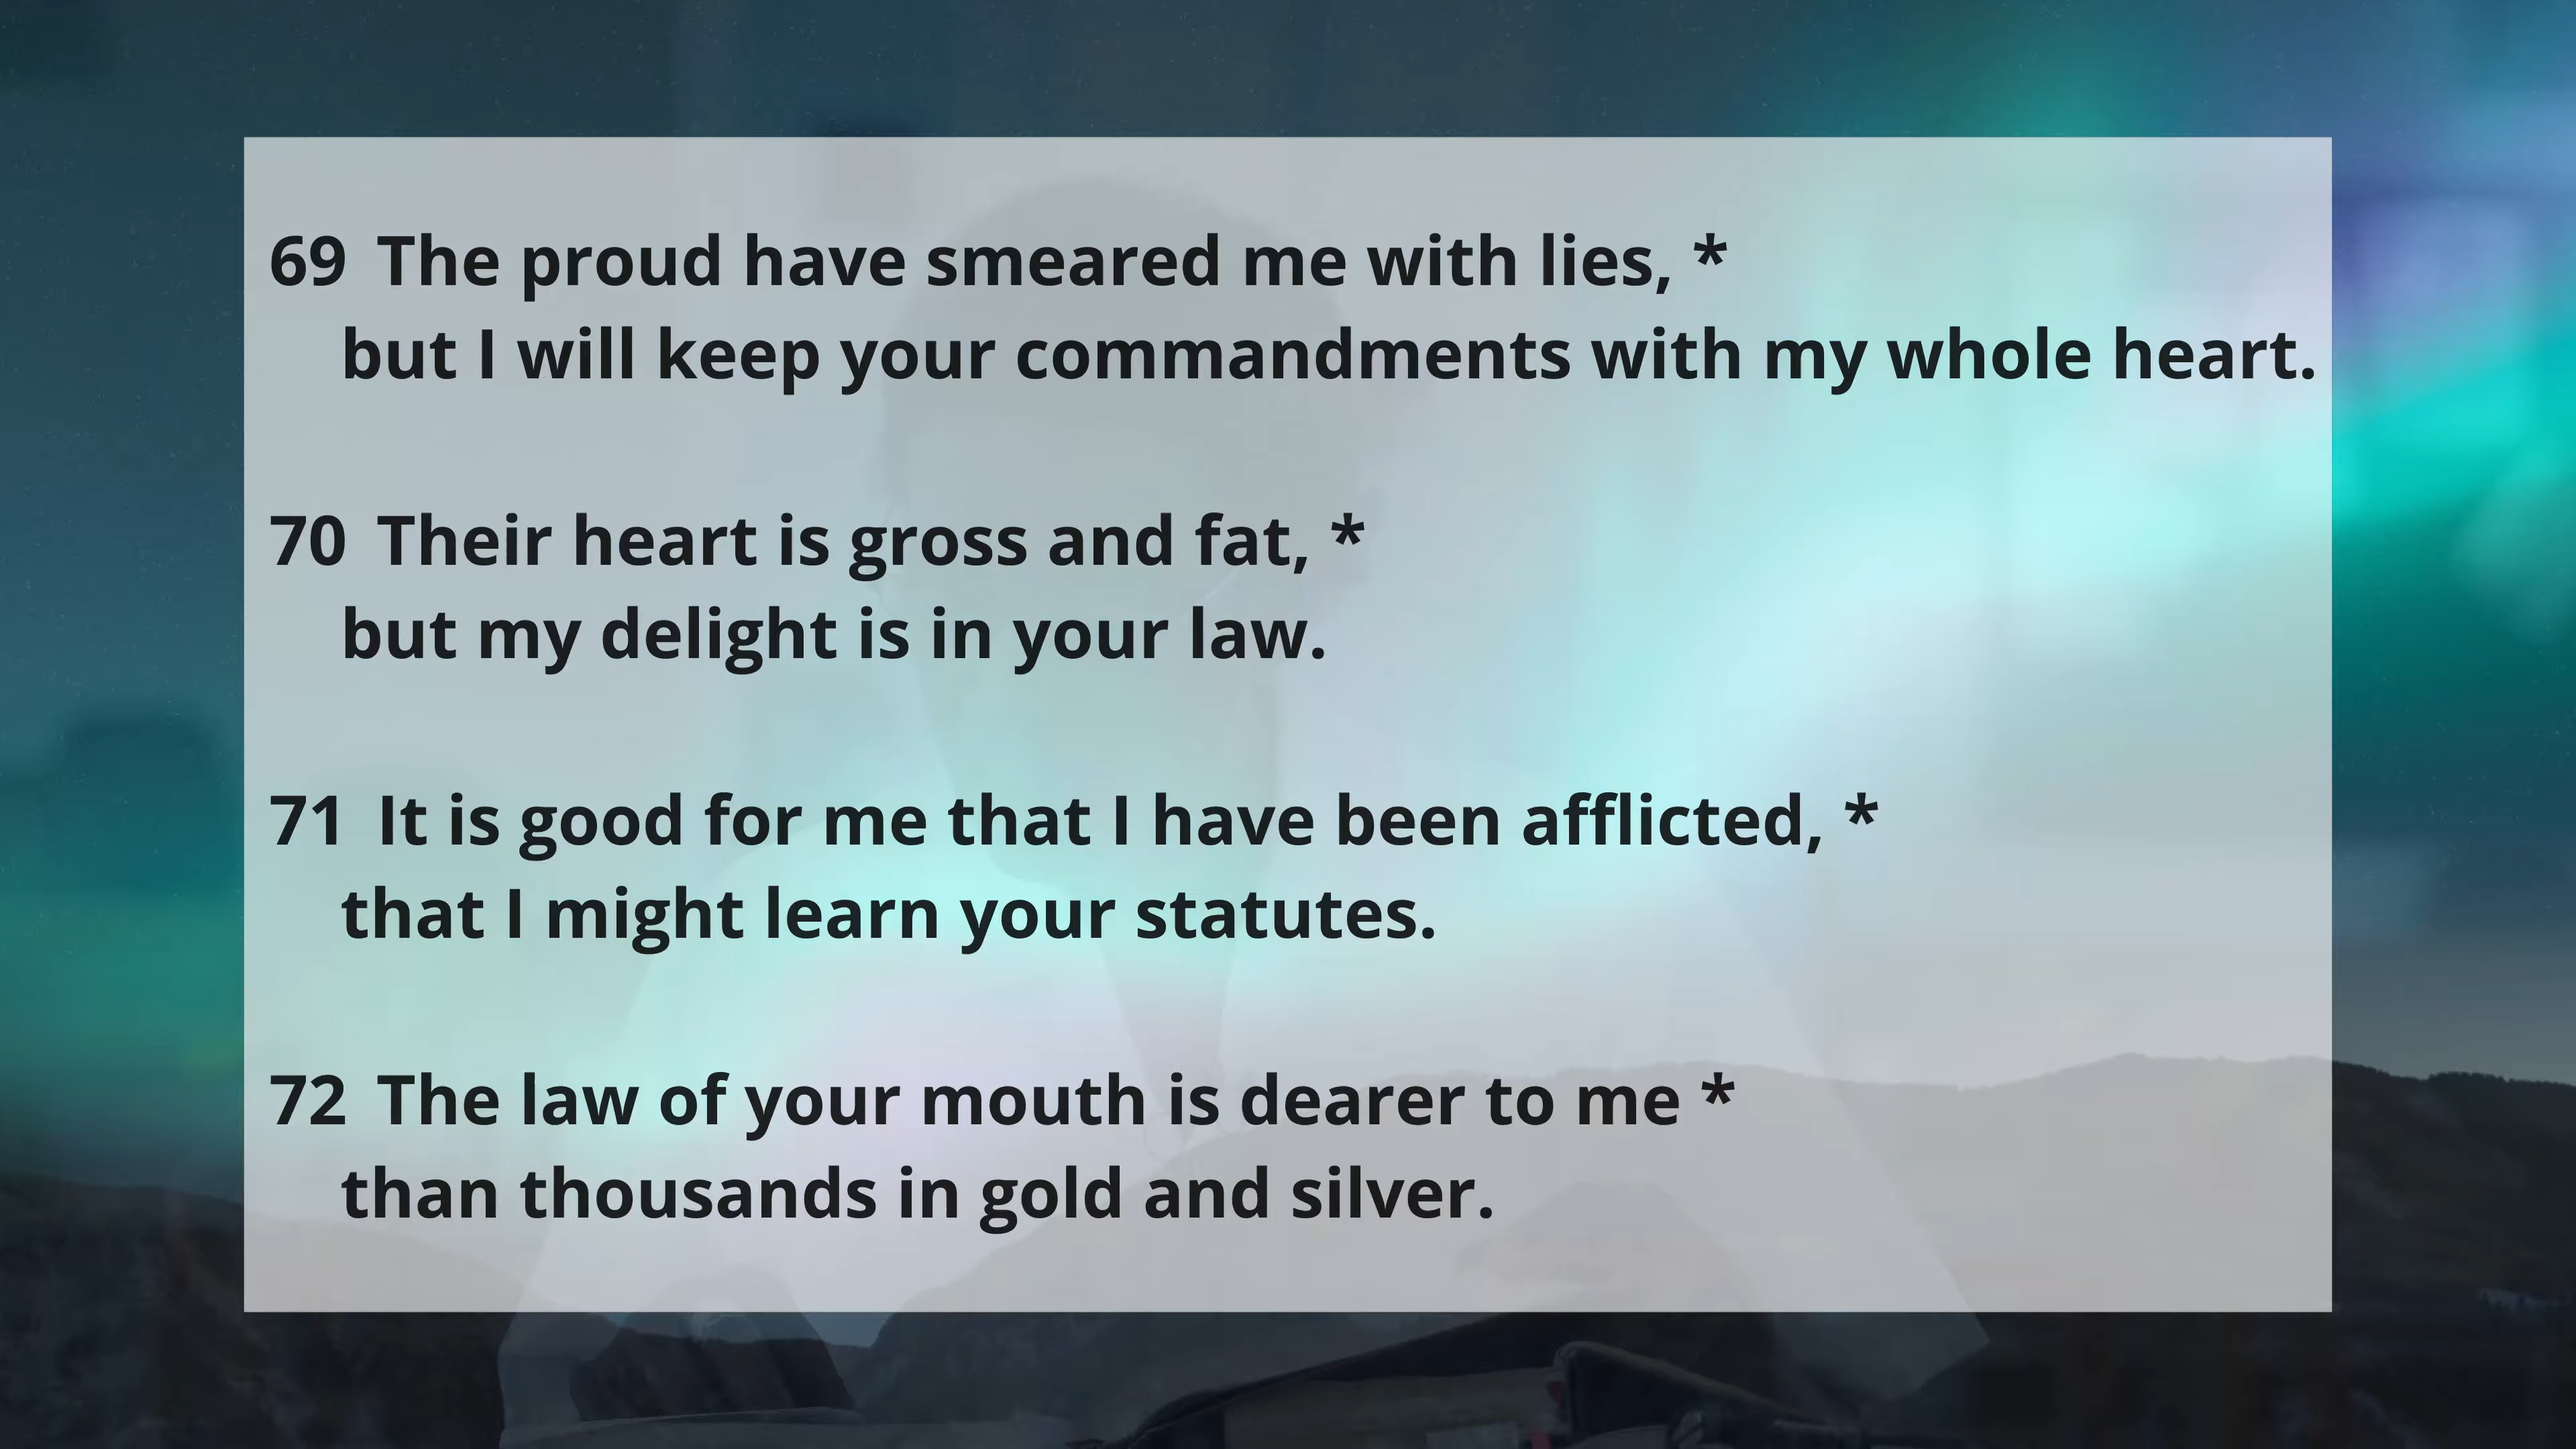 69 The proud have smeared me with lies, *
but I will keep your commandments with my whole heart.
70 Their heart is gross and fat, *
but my delight is in your law.
71 It is good for me that I have been afflicted, *
that I might learn your statutes.
72 The law of your mouth is dearer to me *
than thousands in gold and silver.